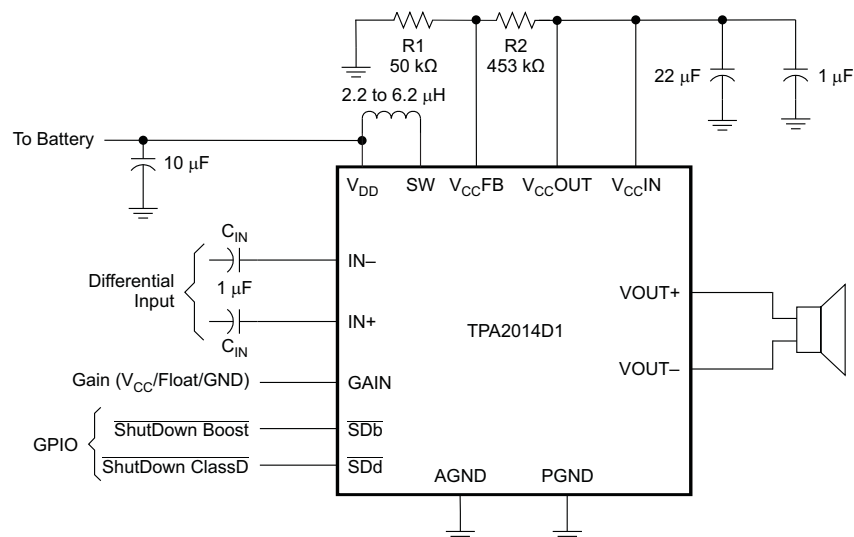 R1
50 kΩ
R2
453 kΩ
22 μF
1 μF
2.2 to 6.2 μH
To Battery
10 μF
VDD
SW
VCCFB
VCCOUT
VCCIN
CIN
IN–
Differential
Input
1 μF
IN+
CIN
VOUT+
TPA2014D1
VOUT–
Gain (VCC/Float/GND)
GAIN
GPIO
ShutDown Boost
SDb
ShutDown ClassD
SDd
AGND
PGND